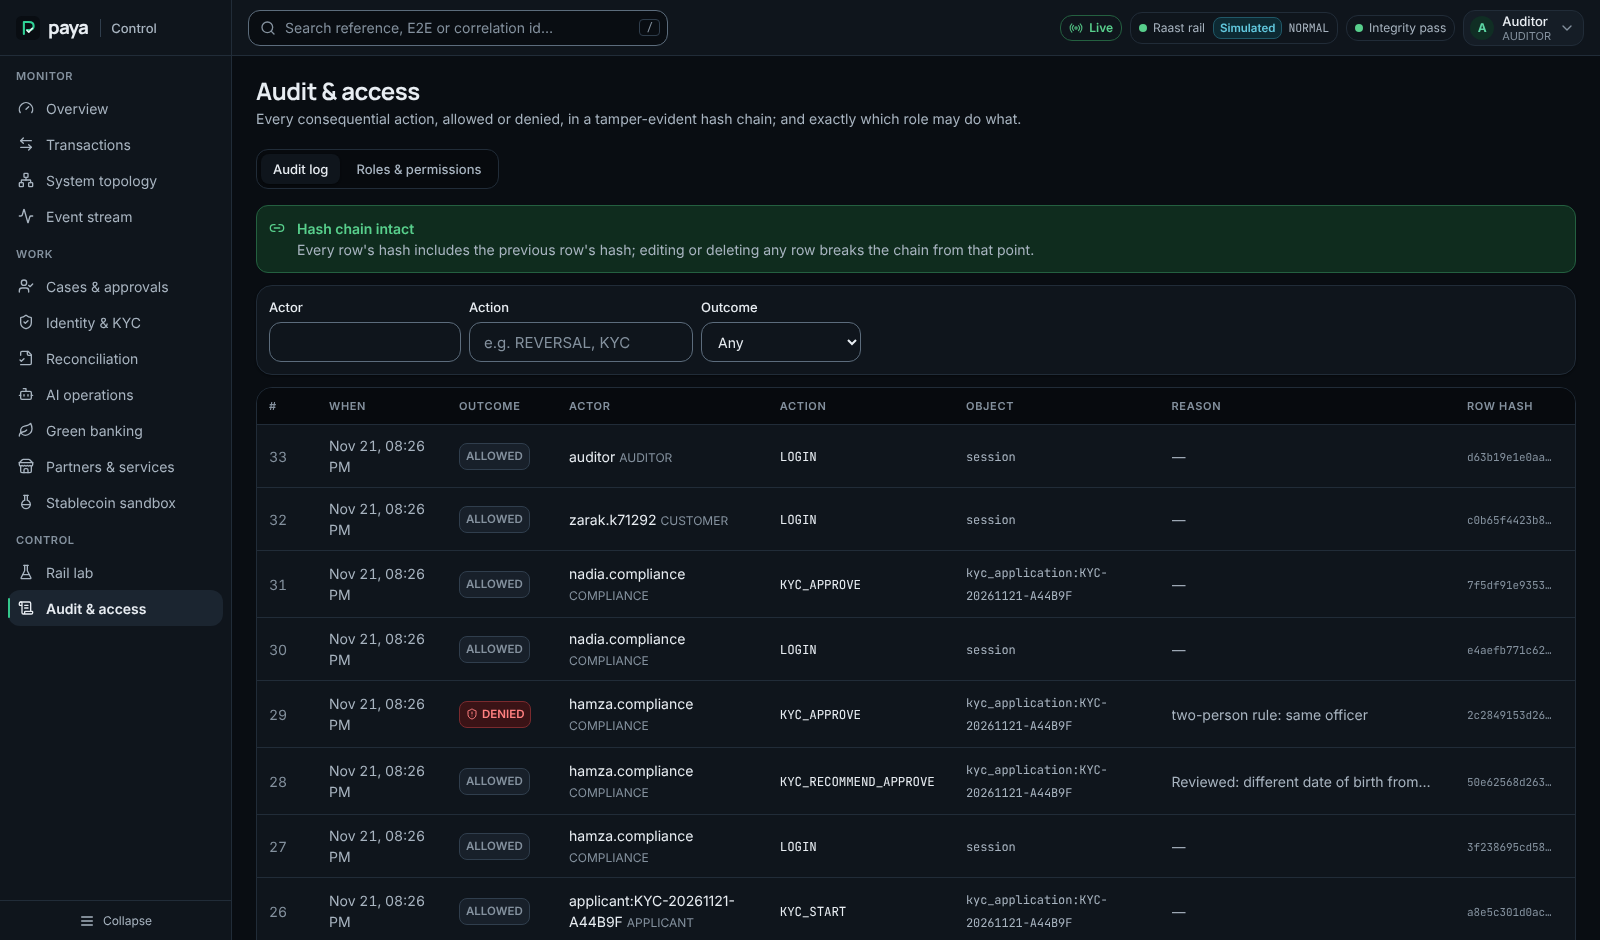 paya Control
Search reference, E2E or correlation id... /
Live
Raast rail Simulated NORMAL
Integrity pass
A Auditor
AUDITOR
MONITOR
Overview
Transactions
System topology
Event stream
WORK
Cases & approvals
Identity & KYC
Reconciliation
AI operations
Green banking
Partners & services
Stablecoin sandbox
CONTROL
Rail lab
Audit & access
Collapse
Audit & access
Every consequential action, allowed or denied, in a tamper-evident hash chain; and exactly which role may do what.
Audit log Roles & permissions
Hash chain intact
Every row's hash includes the previous row's hash; editing or deleting any row breaks the chain from that point.
Actor Action Outcome
e.g. REVERSAL, KYC Any
# WHEN OUTCOME ACTOR ACTION OBJECT REASON ROW HASH
33 Nov 21, 08:26 PM ALLOWED auditor AUDITOR LOGIN session — d63b19e1e0aa…
32 Nov 21, 08:26 PM ALLOWED zarak.k71292 CUSTOMER LOGIN session — c0b65f4423b8…
31 Nov 21, 08:26 PM ALLOWED nadia.compliance COMPLIANCE KYC_APPROVE kyc_application:KYC-20261121-A44B9F — 7f5df91e9353…
30 Nov 21, 08:26 PM ALLOWED nadia.compliance COMPLIANCE LOGIN session — e4aefb771c62…
29 Nov 21, 08:26 PM DENIED hamza.compliance COMPLIANCE KYC_APPROVE kyc_application:KYC-20261121-A44B9F two-person rule: same officer 2c2849153d26…
28 Nov 21, 08:26 PM ALLOWED hamza.compliance COMPLIANCE KYC_RECOMMEND_APPROVE kyc_application:KYC-20261121-A44B9F Reviewed: different date of birth from… 50e62568d263…
27 Nov 21, 08:26 PM ALLOWED hamza.compliance COMPLIANCE LOGIN session — 3f238695cd58…
26 Nov 21, 08:26 PM ALLOWED applicant:KYC-20261121-A44B9F APPLICANT KYC_START kyc_application:KYC-20261121-A44B9F — a8e5c301d0ac…